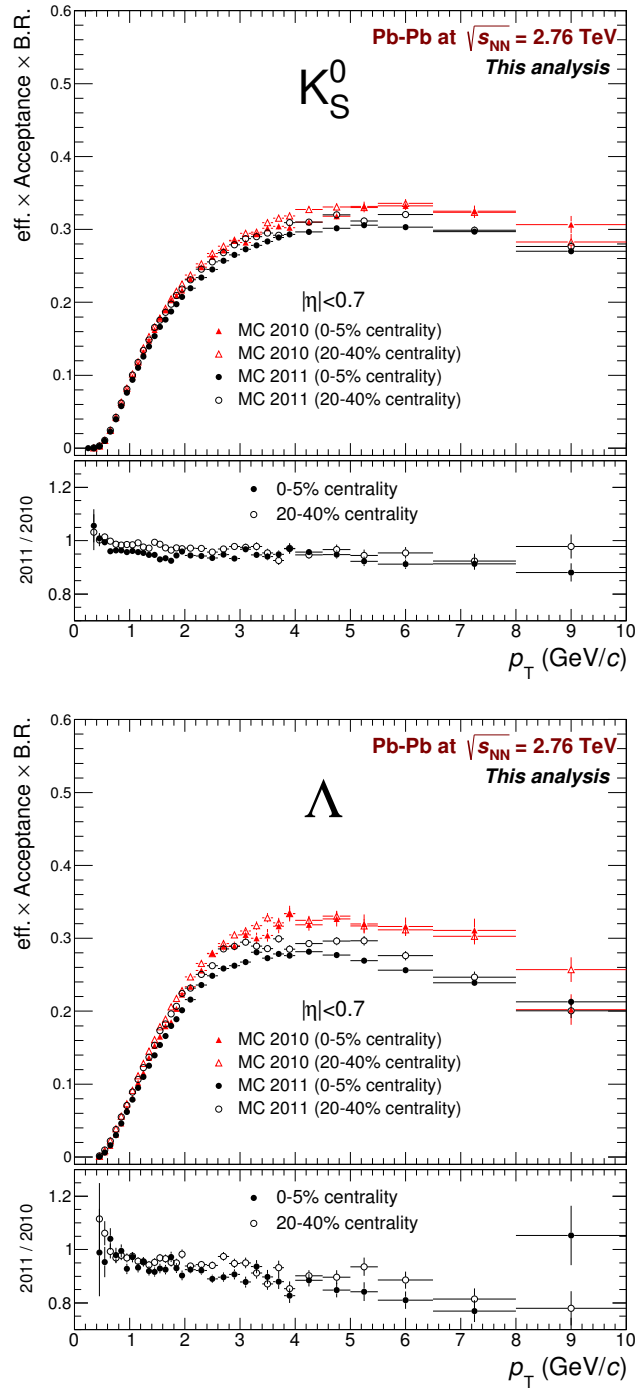 0.6
Pb-Pb at √sNN = 2.76 TeV
This analysis
K0S
0.5
0.4
0.3
0.2
0.1
0
eff. × Acceptance × B.R.
|η|<0.7
MC 2010 (0-5% centrality)
MC 2010 (20-40% centrality)
MC 2011 (0-5% centrality)
MC 2011 (20-40% centrality)
0-5% centrality
20-40% centrality
1.2
1
0.8
2011 / 2010
0 1 2 3 4 5 6 7 8 9 10
pT (GeV/c)
0.6
Pb-Pb at √sNN = 2.76 TeV
This analysis
Λ
0.5
0.4
0.3
0.2
0.1
0
eff. × Acceptance × B.R.
|η|<0.7
MC 2010 (0-5% centrality)
MC 2010 (20-40% centrality)
MC 2011 (0-5% centrality)
MC 2011 (20-40% centrality)
0-5% centrality
20-40% centrality
1.2
1
0.8
2011 / 2010
0 1 2 3 4 5 6 7 8 9 10
pT (GeV/c)